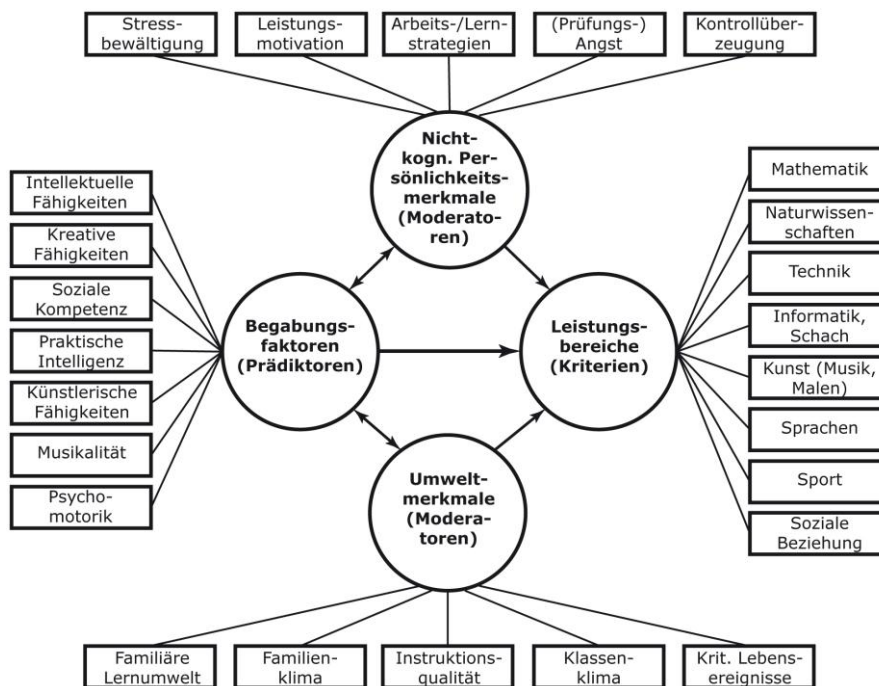 Stress-
bewältigung
Leistungs-
motivation
Arbeits-/Lern-
strategien
(Prüfungs-)
Angst
Kontrollüber-
zeugung
Nicht-
kogn. Per-
sönlichkeits-
merkmale
(Moderato-
ren)
Intellektuelle
Fähigkeiten
Kreative
Fähigkeiten
Soziale
Kompetenz
Praktische
Intelligenz
Künstlerische
Fähigkeiten
Musikalität
Psycho-
motorik
Begabungs-
faktoren
(Prädiktoren)
Leistungs-
bereiche
(Kriterien)
Mathematik
Naturwissen-
schaften
Technik
Informatik,
Schach
Kunst (Musik,
Malen)
Sprachen
Sport
Soziale
Beziehung
Umwelt-
merkmale
(Modera-
toren)
Familiäre
Lernumwelt
Familien-
klima
Instruktions-
qualität
Klassen-
klima
Krit. Lebens-
ereignisse